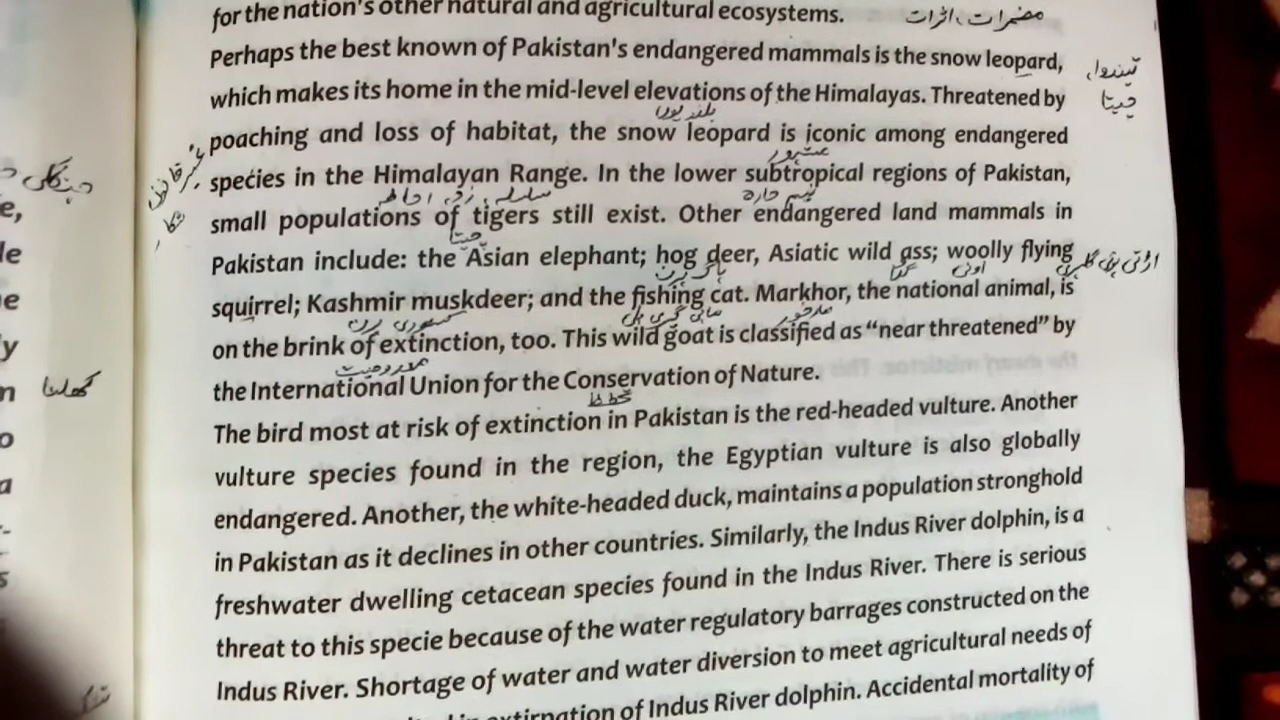 for the nation's other natural and agricultural ecosystems.
مضمرات، اثرات
Perhaps the best known of Pakistan's endangered mammals is the snow leopard,
تیندوا،
which makes its home in the mid-level elevations of the Himalayas. Threatened by
چیتا
بلندیوں
poaching and loss of habitat, the snow leopard is iconic among endangered
مشہور
species in the Himalayan Range. In the lower subtropical regions of Pakistan,
small populations of tigers still exist. Other endangered land mammals in
چیتا
Pakistan include: the Asian elephant; hog deer, Asiatic wild ass; woolly flying
گدھا
اونی
squirrel; Kashmir muskdeer; and the fishing cat. Markhor, the national animal, is
مارخور
on the brink of extinction, too. This wild goat is classified as “near threatened” by
the International Union for the Conservation of Nature.
تحفظ
The bird most at risk of extinction in Pakistan is the red-headed vulture. Another
vulture species found in the region, the Egyptian vulture is also globally
endangered. Another, the white-headed duck, maintains a population stronghold
in Pakistan as it declines in other countries. Similarly, the Indus River dolphin, is a
freshwater dwelling cetacean species found in the Indus River. There is serious
threat to this specie because of the water regulatory barrages constructed on the
Indus River. Shortage of water and water diversion to meet agricultural needs of
in extirpation of Indus River dolphin. Accidental mortality of